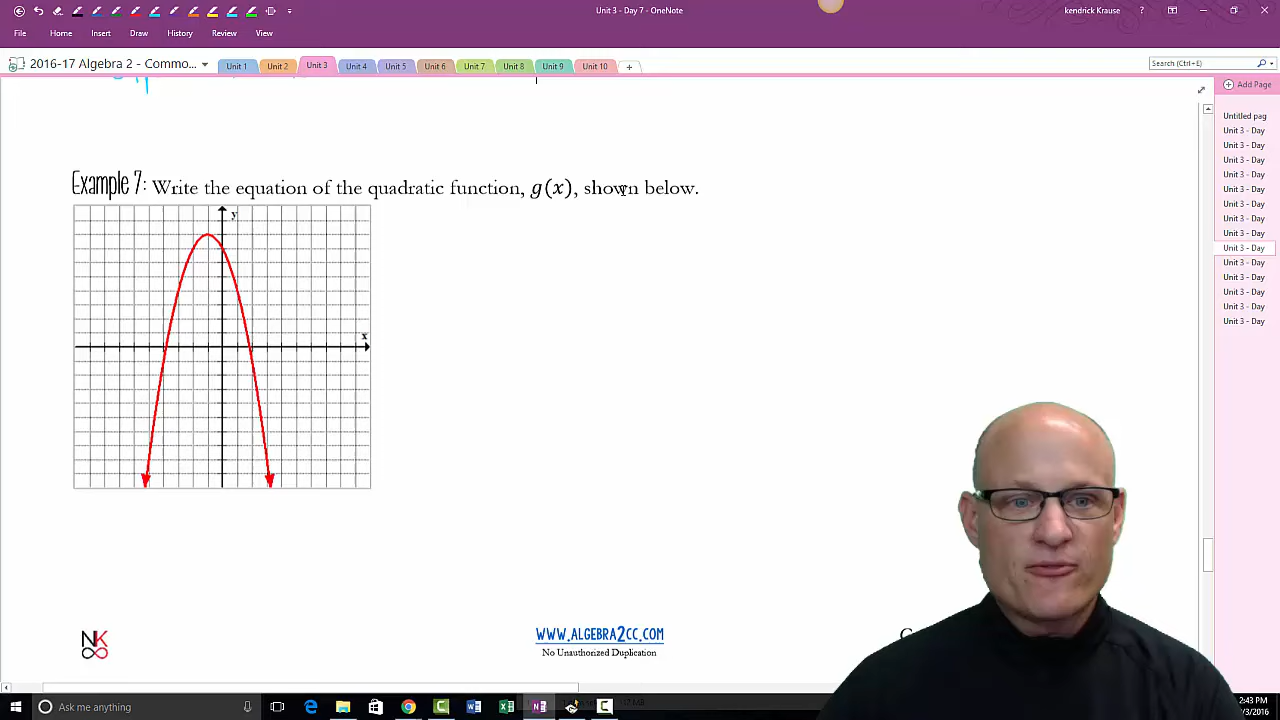 Unit 3 - Day 7 - OneNote
kendrick Krause
?
File Home Insert Draw History Review View
2016-17 Algebra 2 - Commo...
Unit 1 Unit 2 Unit 3 Unit 4 Unit 5 Unit 6 Unit 7 Unit 8 Unit 9 Unit 10
Search (Ctrl+E)
Add Page
Untitled pag
Unit 3 - Day
Unit 3 - Day
Unit 3 - Day
Unit 3 - Day
Unit 3 - Day
Unit 3 - Day
Unit 3 - Day
Unit 3 - Day
Unit 3 - Day
Unit 3 - Day
Unit 3 - Day
Unit 3 - Day
Unit 3 - Day
Unit 3 - Day
Example 7: Write the equation of the quadratic function, g(x), shown below.
y
x
NK
WWW.ALGEBRA2CC.COM
No Unauthorized Duplication
Ask me anything
2:43 PM
/3/2016